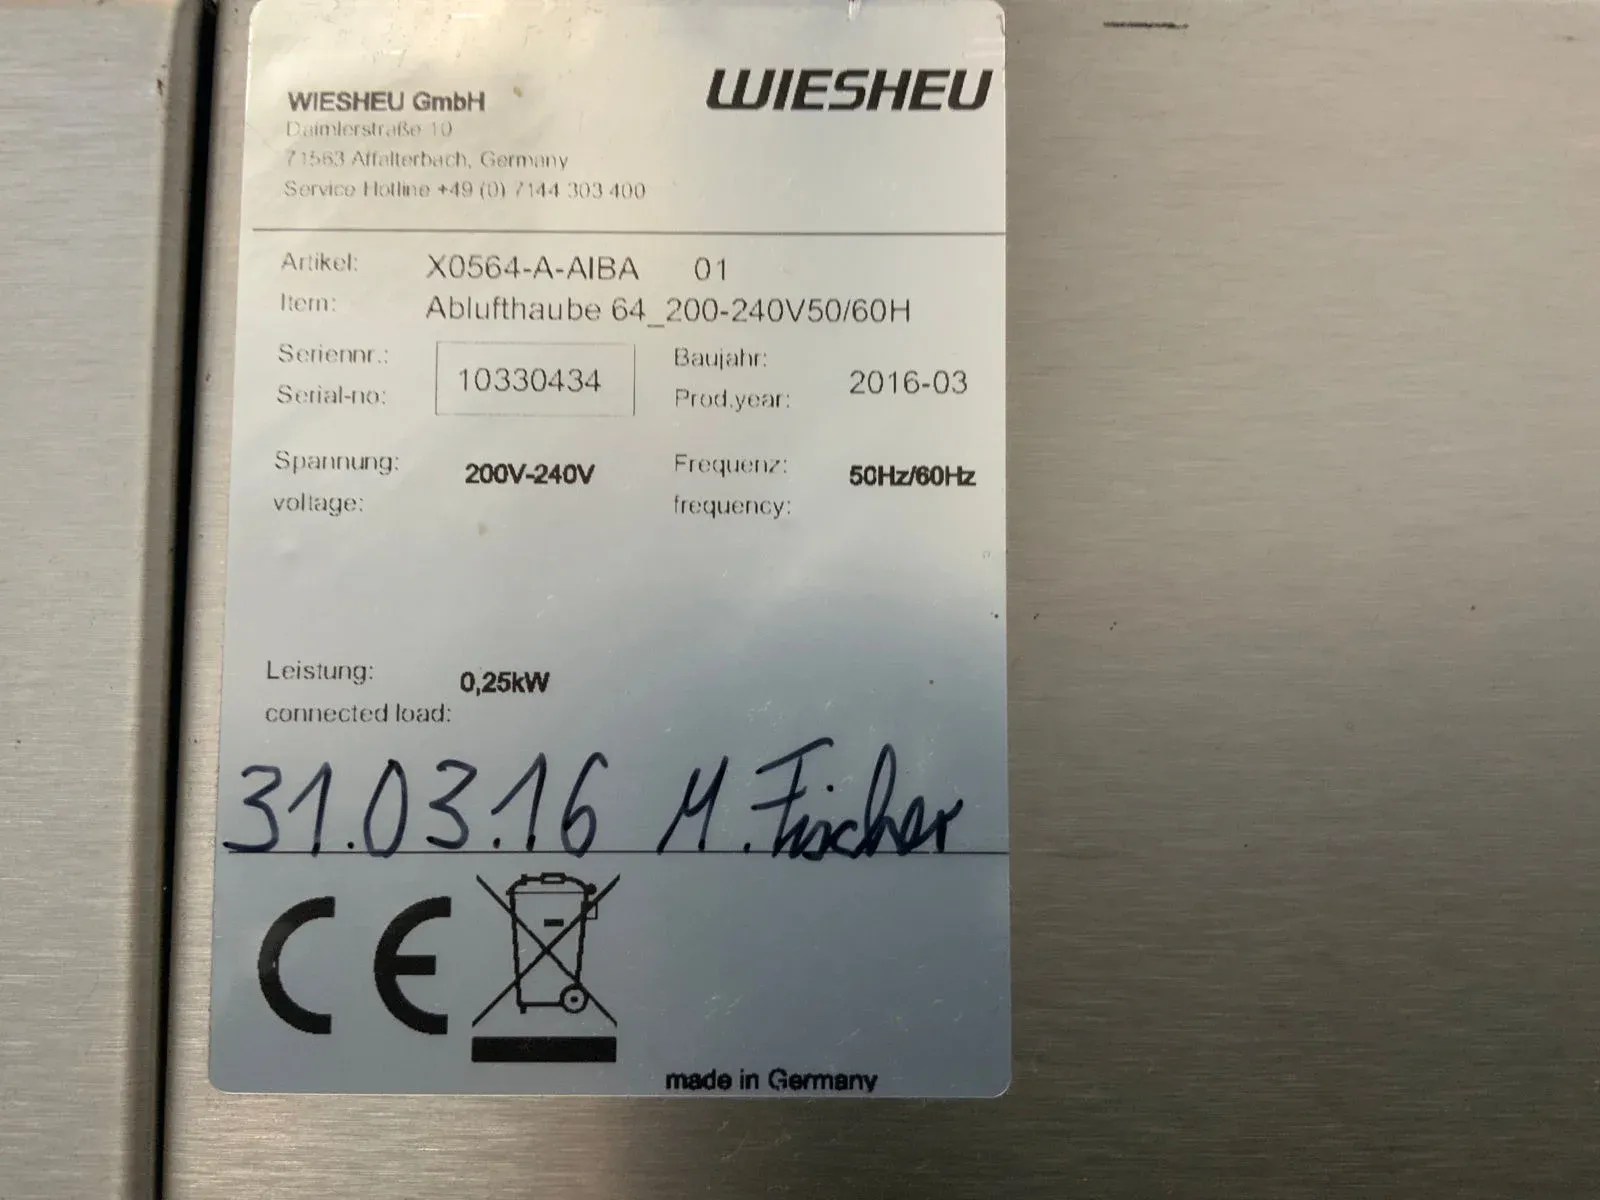 WIESHEU GmbH
WIESHEU
Daimlerstraße 10
71563 Affalterbach, Germany
Service Hotline +49 (0) 7144 303 400
Artikel: X0564-A-AIBA 01
Item: Ablufthaube 64_200-240V50/60H
Seriennr.:
Serial-no: 10330434
Baujahr:
Prod.year: 2016-03
Spannung:
voltage: 200V-240V
Frequenz:
frequency: 50Hz/60Hz
Leistung:
connected load: 0,25kW
31.03.16 M. Fischer
CE
made in Germany